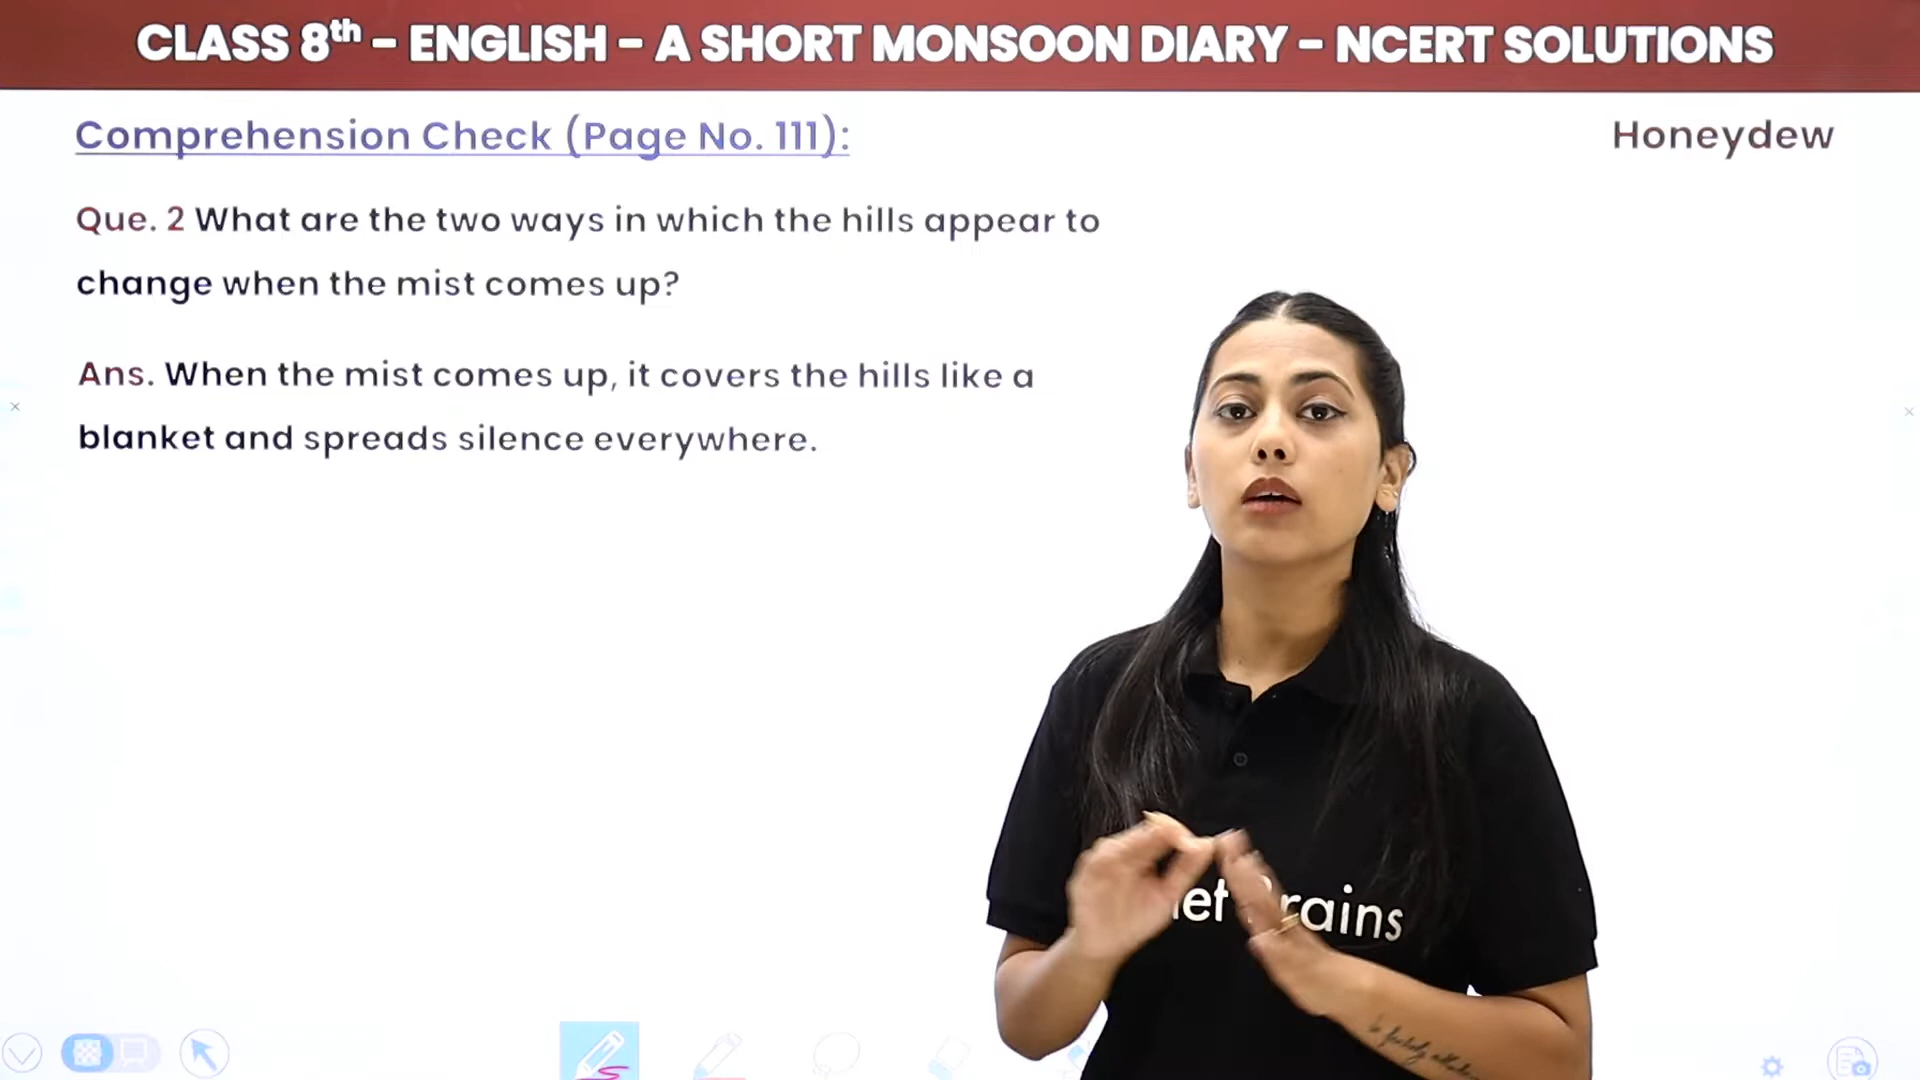 CLASS 8th – ENGLISH – A SHORT MONSOON DIARY – NCERT SOLUTIONS
Comprehension Check (Page No. 111):
Honeydew
Que. 2 What are the two ways in which the hills appear to
change when the mist comes up?
Ans. When the mist comes up, it covers the hills like a
blanket and spreads silence everywhere.